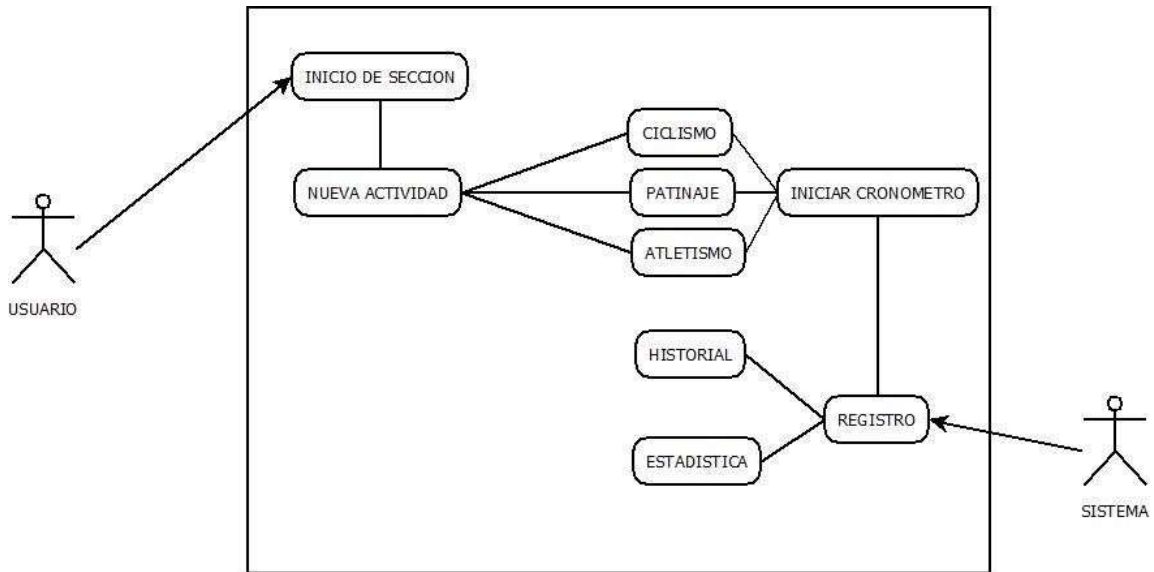 INICIO DE SECCION
CICLISMO
NUEVA ACTIVIDAD
PATINAJE
INICIAR CRONOMETRO
ATLETISMO
USUARIO
HISTORIAL
REGISTRO
ESTADISTICA
SISTEMA